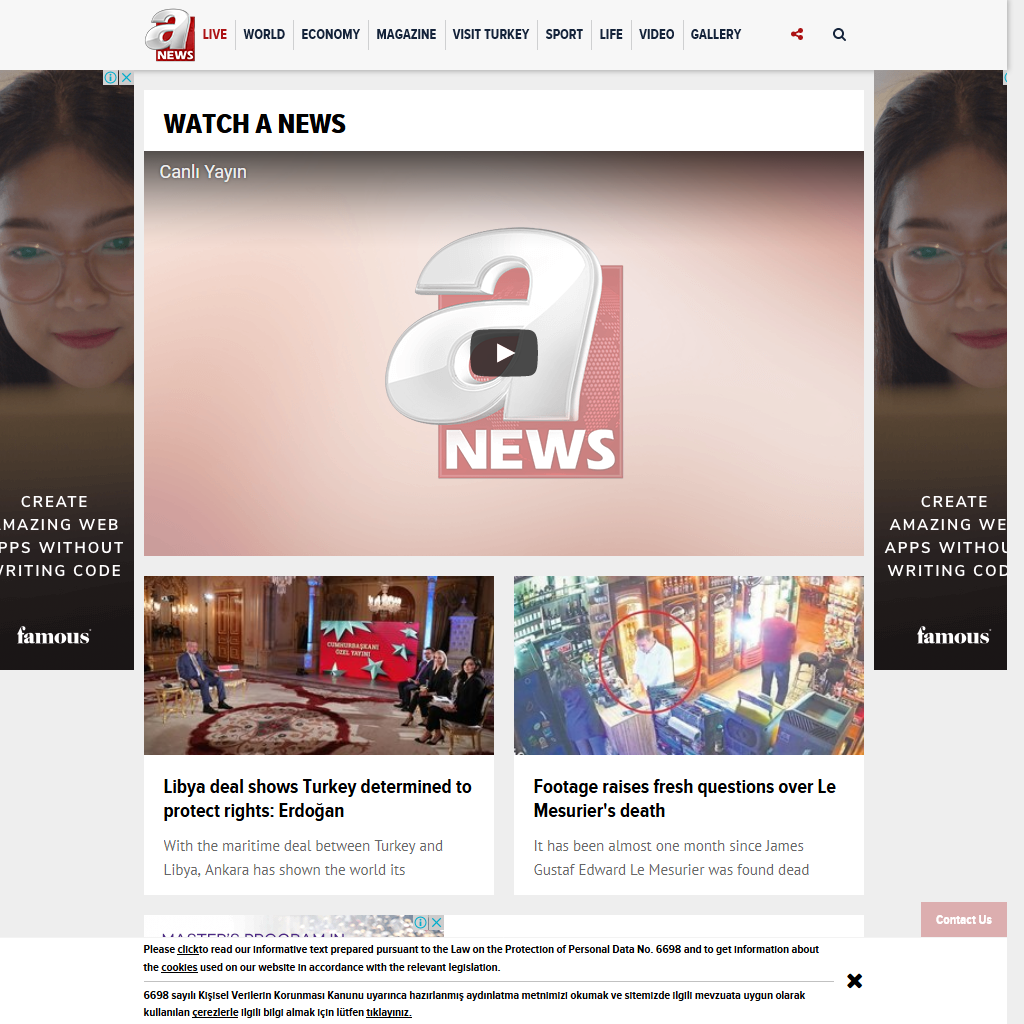 a NEWS
LIVE
WORLD
ECONOMY
MAGAZINE
VISIT TURKEY
SPORT
LIFE
VIDEO
GALLERY
WATCH A NEWS
Canlı Yayın
a
NEWS
CREATE
AMAZING WEB
APPS WITHOUT
WRITING CODE
famous
CREATE
AMAZING WE
APPS WITHOU
WRITING COD
famous
CUMHURBAŞKANI
ÖZEL YAYINI
Libya deal shows Turkey determined to
protect rights: Erdoğan
With the maritime deal between Turkey and
Libya, Ankara has shown the world its
Footage raises fresh questions over Le
Mesurier's death
It has been almost one month since James
Gustaf Edward Le Mesurier was found dead
Contact Us
MASTER'S PROGRAM IN
Please clickto read our informative text prepared pursuant to the Law on the Protection of Personal Data No. 6698 and to get information about
the cookies used on our website in accordance with the relevant legislation.
6698 sayılı Kişisel Verilerin Korunması Kanunu uyarınca hazırlanmış aydınlatma metnimizi okumak ve sitemizde ilgili mevzuata uygun olarak
kullanılan çerezlerle ilgili bilgi almak için lütfen tıklayınız.